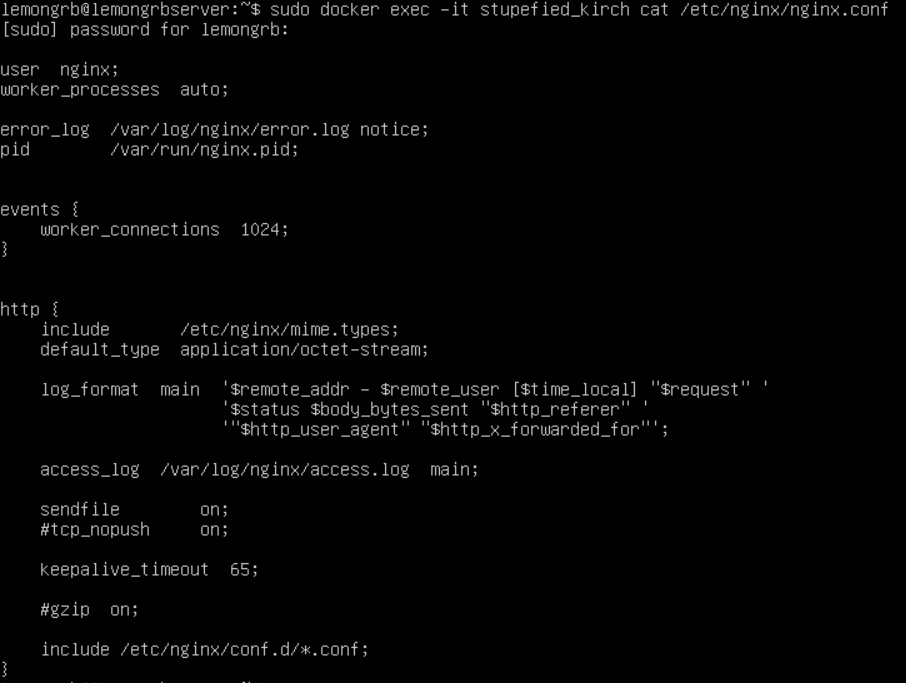 lemongrb@lemongrbserver:~$ sudo docker exec -it stupefied_kirch cat /etc/nginx/nginx.conf
[sudo] password for lemongrb:

user  nginx;
worker_processes  auto;

error_log  /var/log/nginx/error.log notice;
pid        /var/run/nginx.pid;


events {
    worker_connections  1024;
}


http {
    include       /etc/nginx/mime.types;
    default_type  application/octet-stream;

    log_format  main  '$remote_addr - $remote_user [$time_local] "$request" '
                      '$status $body_bytes_sent "$http_referer" '
                      '"$http_user_agent" "$http_x_forwarded_for"';

    access_log  /var/log/nginx/access.log  main;

    sendfile        on;
    #tcp_nopush     on;

    keepalive_timeout  65;

    #gzip  on;

    include /etc/nginx/conf.d/*.conf;
}